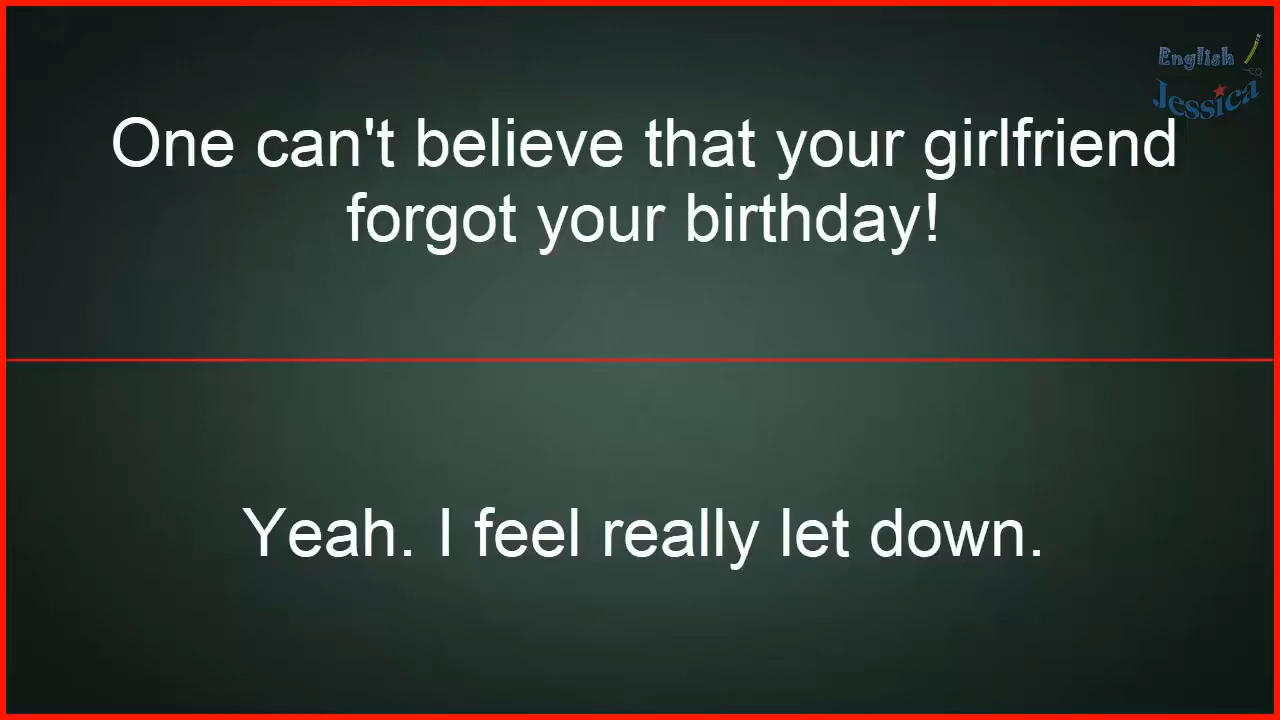 English
Jessica
One can't believe that your girlfriend
forgot your birthday!
Yeah. I feel really let down.